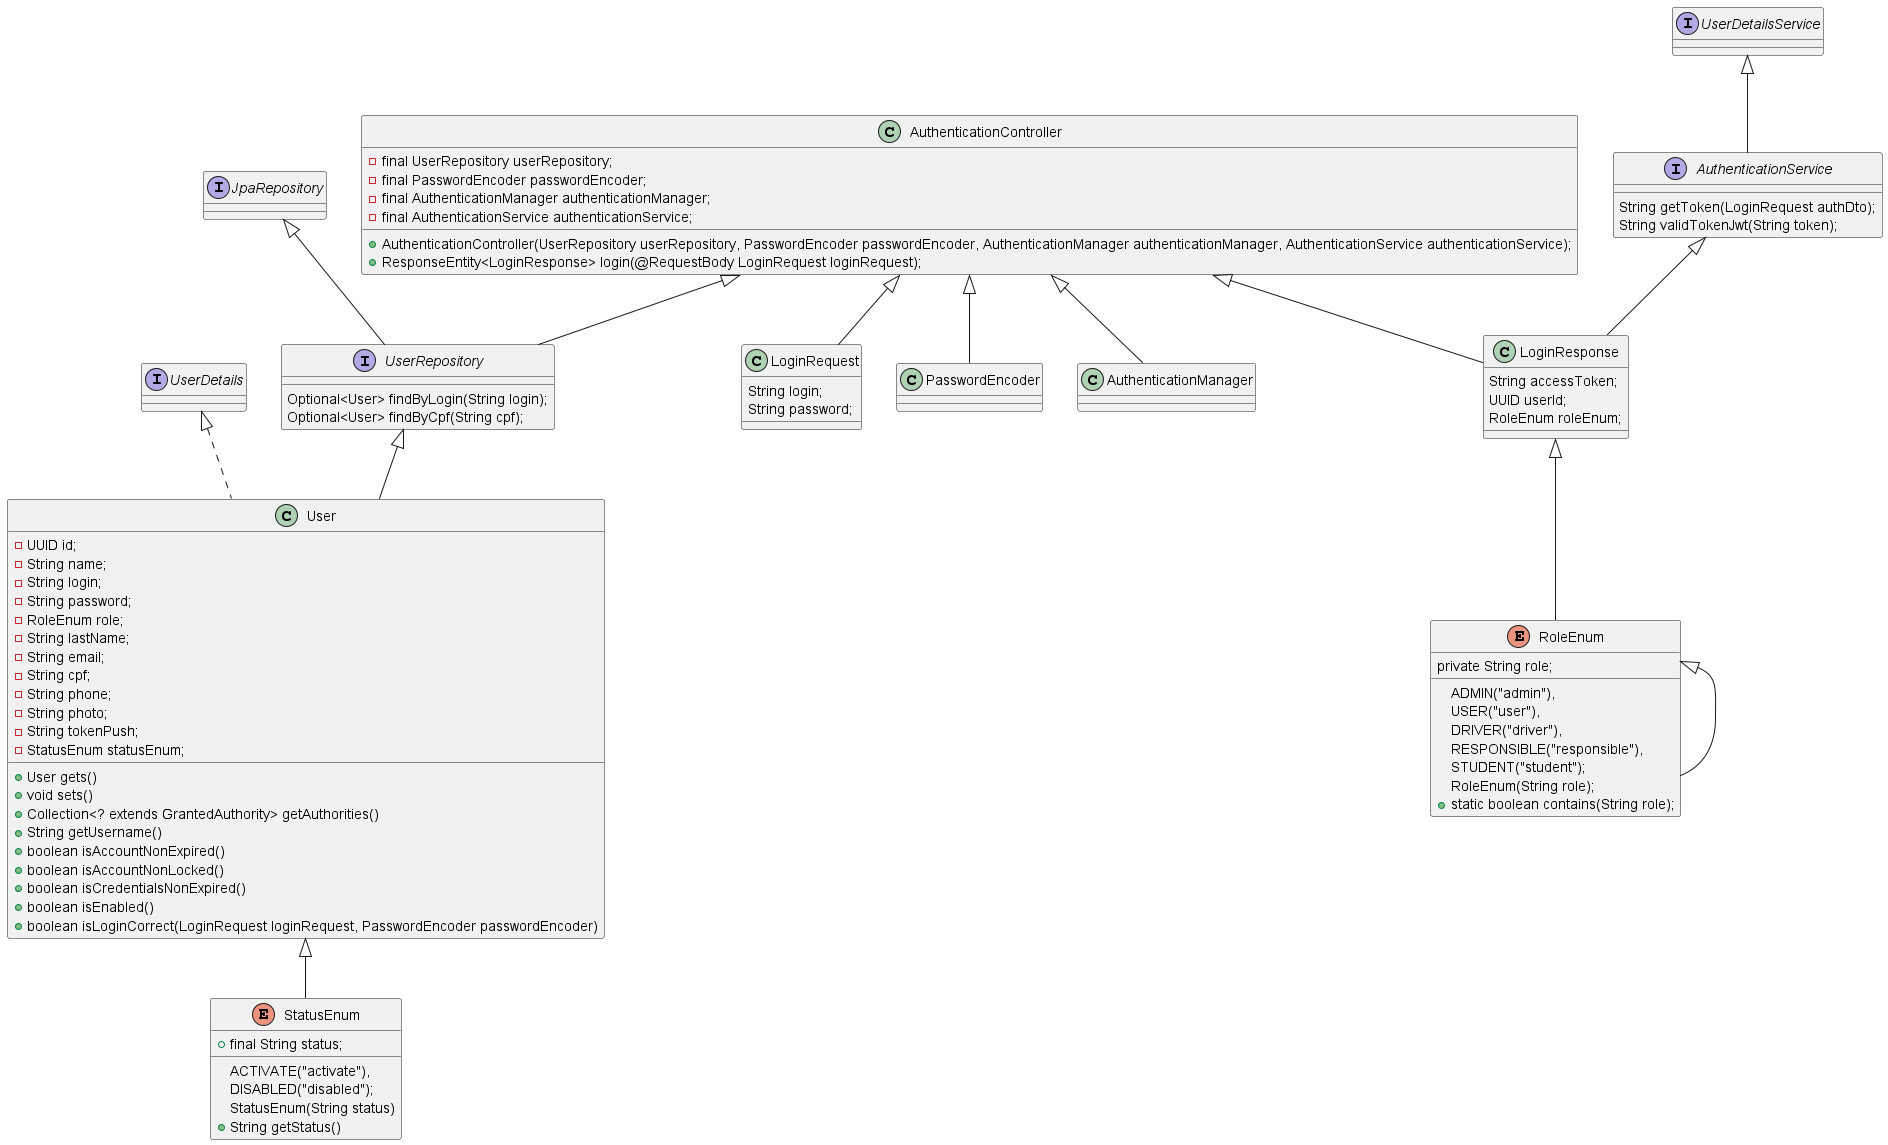 I UserDetailsService
C AuthenticationController
final UserRepository userRepository;
final PasswordEncoder passwordEncoder;
final AuthenticationManager authenticationManager;
final AuthenticationService authenticationService;
AuthenticationController(UserRepository userRepository, PasswordEncoder passwordEncoder, AuthenticationManager authenticationManager, AuthenticationService authenticationService);
ResponseEntity<LoginResponse> login(@RequestBody LoginRequest loginRequest);
I JpaRepository
I AuthenticationService
String getToken(LoginRequest authDto);
String validTokenJwt(String token);
I UserDetails
I UserRepository
Optional<User> findByLogin(String login);
Optional<User> findByCpf(String cpf);
C LoginRequest
String login;
String password;
C PasswordEncoder
C AuthenticationManager
C LoginResponse
String accessToken;
UUID userId;
RoleEnum roleEnum;
C User
UUID id;
String name;
String login;
String password;
RoleEnum role;
String lastName;
String email;
String cpf;
String phone;
String photo;
String tokenPush;
StatusEnum statusEnum;
User gets()
void sets()
Collection<? extends GrantedAuthority> getAuthorities()
String getUsername()
boolean isAccountNonExpired()
boolean isAccountNonLocked()
boolean isCredentialsNonExpired()
boolean isEnabled()
boolean isLoginCorrect(LoginRequest loginRequest, PasswordEncoder passwordEncoder)
E RoleEnum
private String role;
ADMIN("admin"),
USER("user"),
DRIVER("driver"),
RESPONSIBLE("responsible"),
STUDENT("student");
RoleEnum(String role);
static boolean contains(String role);
E StatusEnum
final String status;
ACTIVATE("activate"),
DISABLED("disabled");
StatusEnum(String status)
String getStatus()